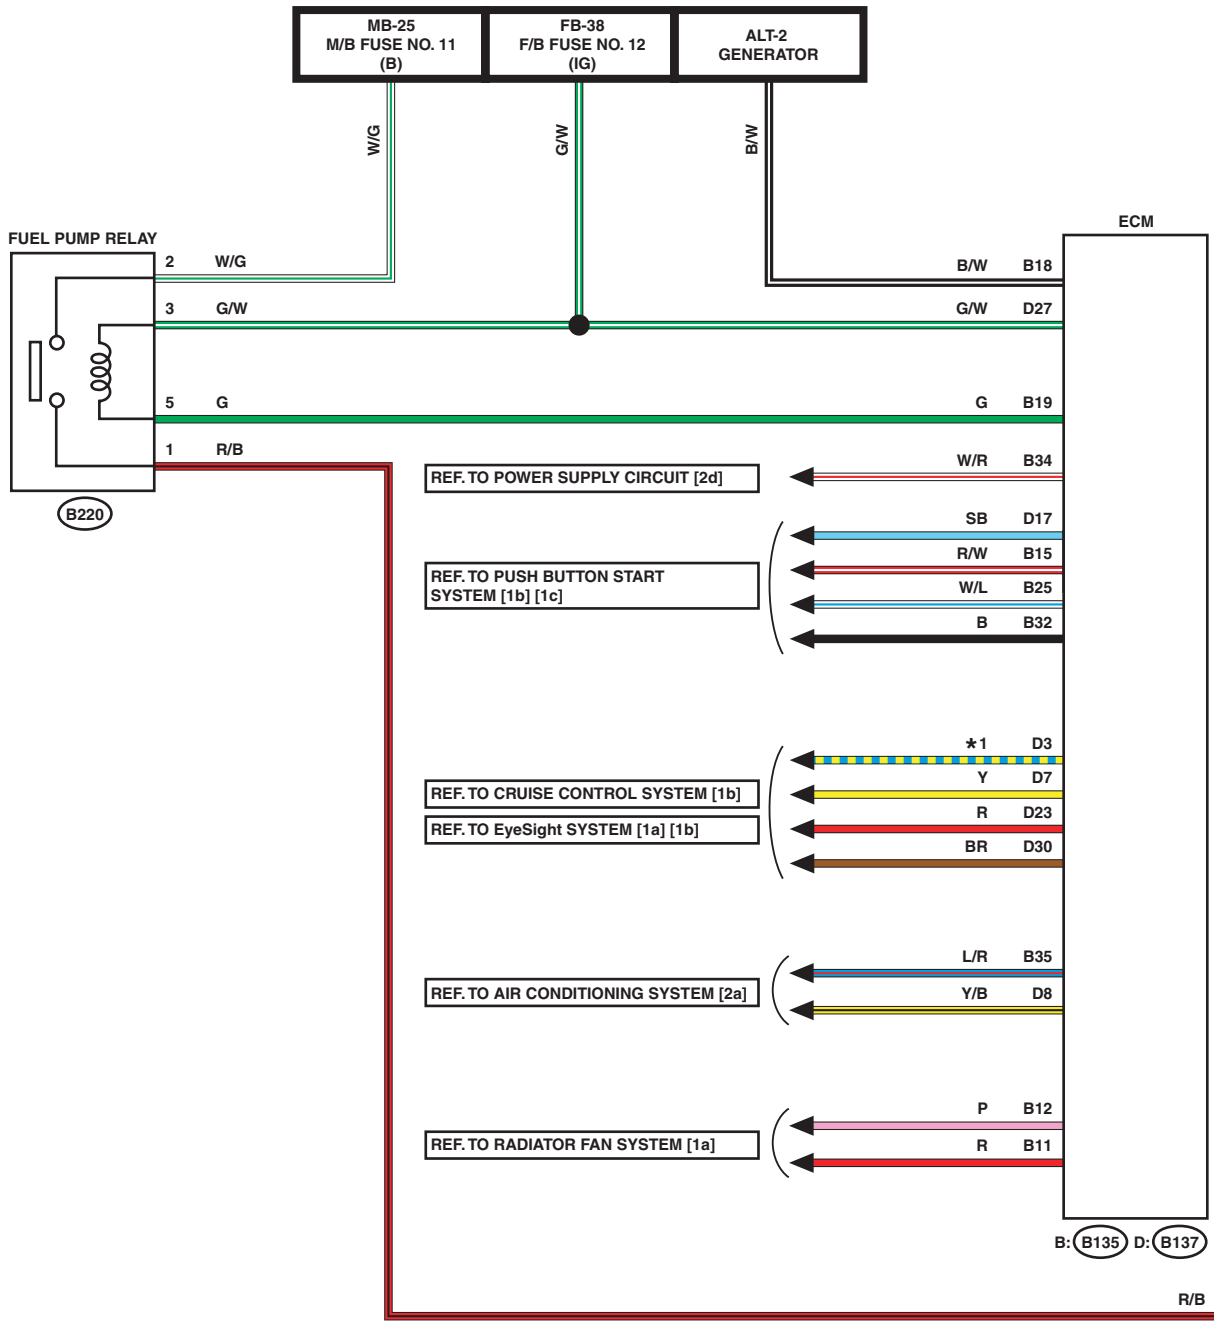 MB-25
M/B FUSE NO. 11
(B)
FB-38
F/B FUSE NO. 12
(IG)
ALT-2
GENERATOR
W/G
G/W
B/W
FUEL PUMP RELAY
ECM
2 W/G
B/W B18
3 G/W
G/W D27
5 G
G B19
1 R/B
W/R B34
REF. TO POWER SUPPLY CIRCUIT [2d]
B220
SB D17
R/W B15
REF. TO PUSH BUTTON START
SYSTEM [1b] [1c]
W/L B25
B B32
*1 D3
Y D7
REF. TO CRUISE CONTROL SYSTEM [1b]
R D23
REF. TO EyeSight SYSTEM [1a] [1b]
BR D30
L/R B35
REF. TO AIR CONDITIONING SYSTEM [2a]
Y/B D8
P B12
REF. TO RADIATOR FAN SYSTEM [1a]
R B11
B: B135 D: B137
R/B